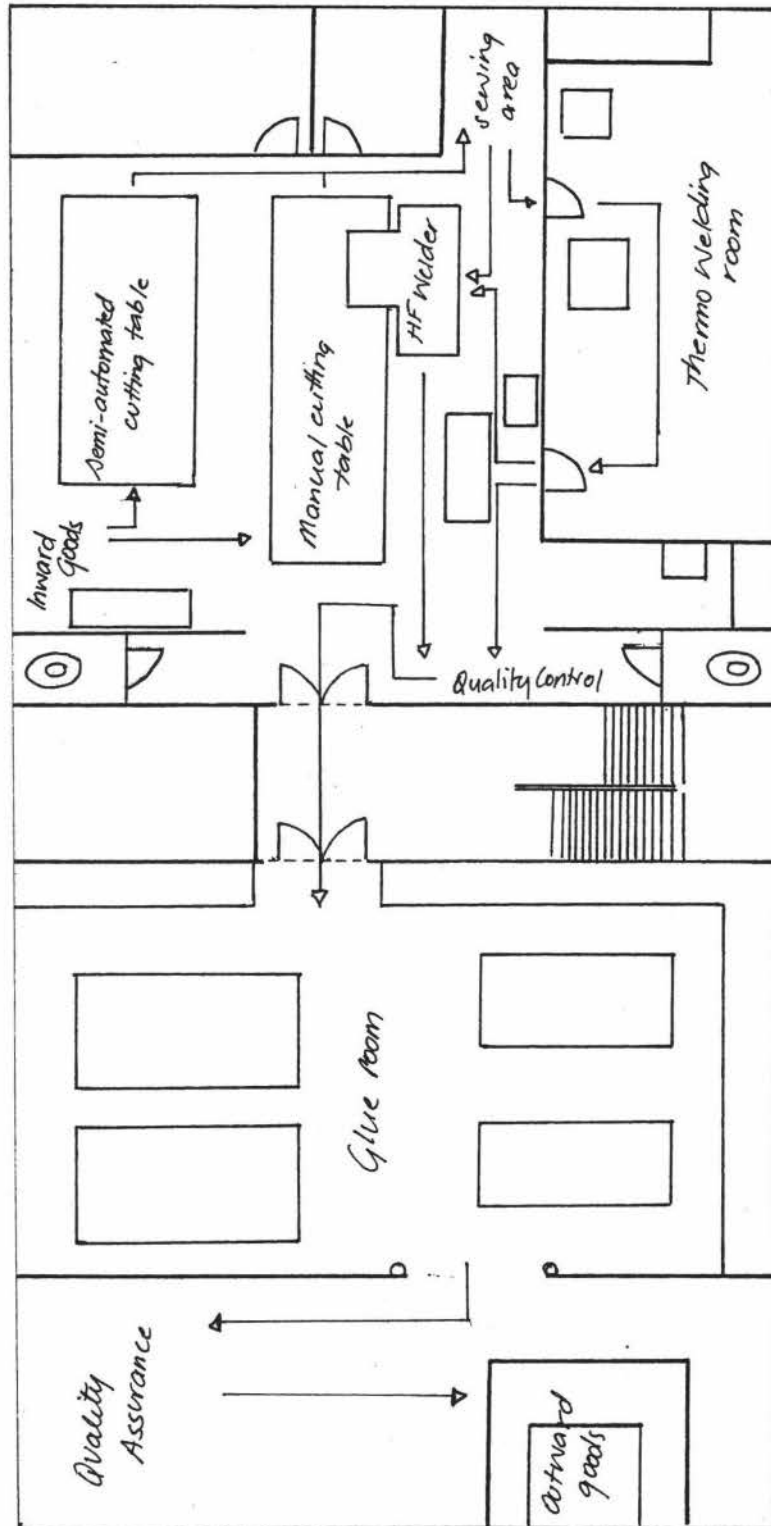 Inward
Goods
Semi-automated
cutting table
Manual cutting
table
HF Welder
sewing
area
Thermo Welding
room
Quality Control
Glue room
Quality
Assurance
outward
goods